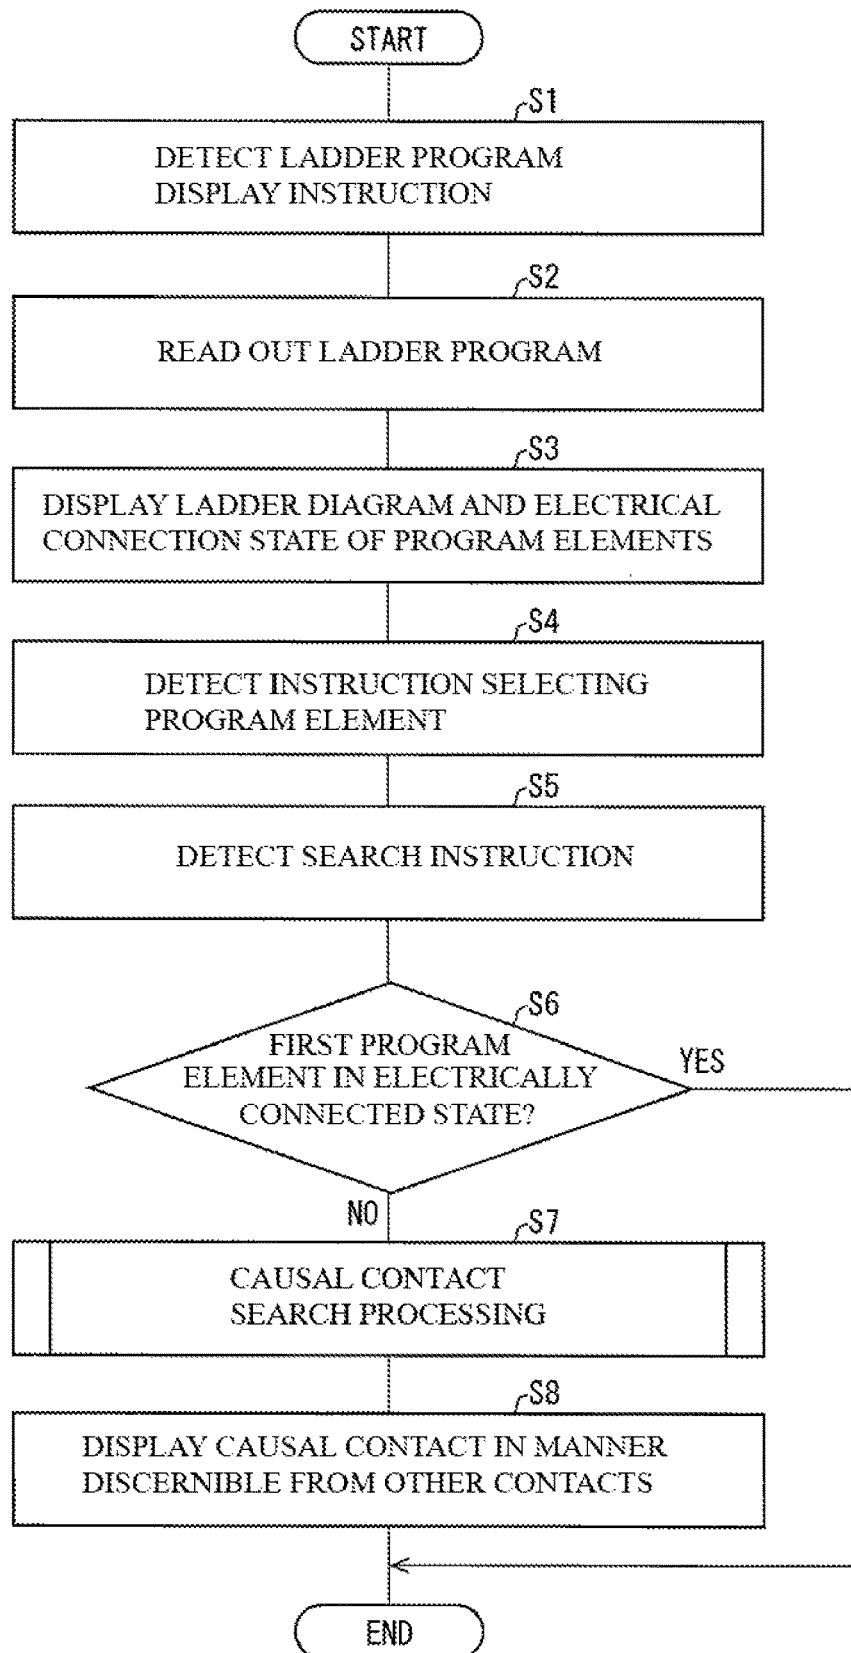 START
S1
DETECT LADDER PROGRAM
DISPLAY INSTRUCTION
S2
READ OUT LADDER PROGRAM
S3
DISPLAY LADDER DIAGRAM AND ELECTRICAL
CONNECTION STATE OF PROGRAM ELEMENTS
S4
DETECT INSTRUCTION SELECTING
PROGRAM ELEMENT
S5
DETECT SEARCH INSTRUCTION
S6
FIRST PROGRAM
ELEMENT IN ELECTRICALLY
CONNECTED STATE?
YES
NO
S7
CAUSAL CONTACT
SEARCH PROCESSING
S8
DISPLAY CAUSAL CONTACT IN MANNER
DISCERNIBLE FROM OTHER CONTACTS
END